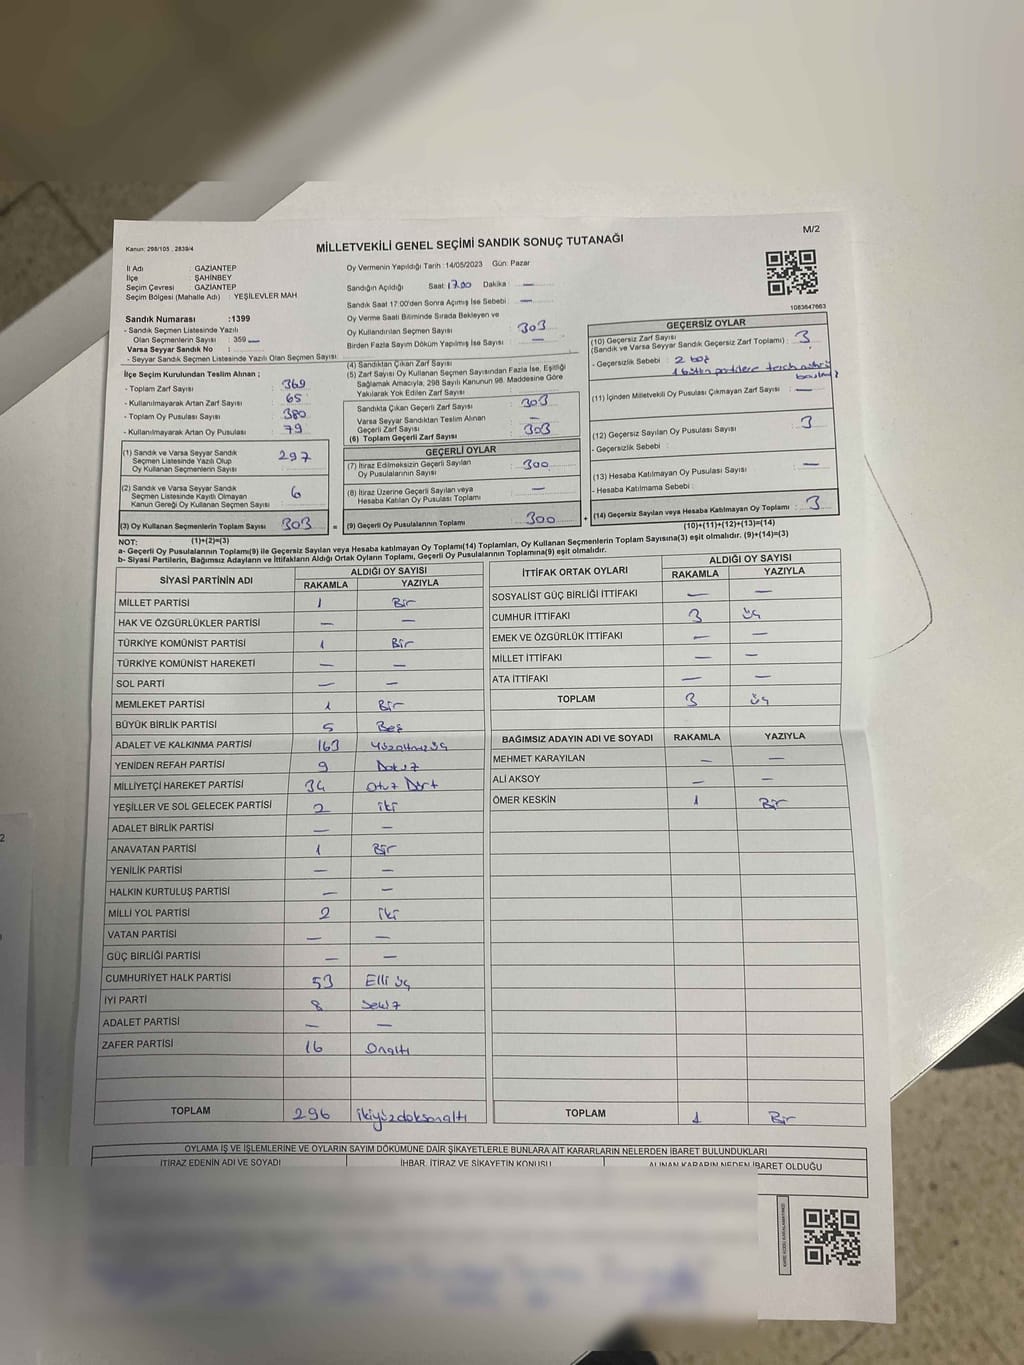 Kanun: 298/105 , 2839/4
MİLLETVEKİLİ GENEL SEÇİMİ SANDIK SONUÇ TUTANAĞI
M/2
İl Adı : GAZİANTEP
İlçe : ŞAHİNBEY
Seçim Çevresi : GAZİANTEP
Seçim Bölgesi (Mahalle Adı) : YEŞİLEVLER MAH
Sandık Numarası :1399
- Sandık Seçmen Listesinde Yazılı
Olan Seçmenlerin Sayısı : 359
Varsa Seyyar Sandık No :
- Seyyar Sandık Seçmen Listesinde Yazılı Olan Seçmen Sayısı :
Oy Vermenin Yapıldığı Tarih :14/05/2023 Gün: Pazar
Sandığın Açıldığı Saat 17.00 Dakika : —
Sandık Saat 17:00'den Sonra Açımış İse Sebebi : —
Oy Verme Saati Bitiminde Sırada Bekleyen ve
Oy Kullandırılan Seçmen Sayısı
Birden Fazla Sayım Döküm Yapılmış İse Sayısı : —
1083647663
İlçe Seçim Kurulundan Teslim Alınan ;
- Toplam Zarf Sayısı : 369
- Kullanılmayarak Artan Zarf Sayısı : 65
- Toplam Oy Pusulası Sayısı : 380
- Kullanılmayarak Artan Oy Pusulası : 79
(1) Sandık ve Varsa Seyyar Sandık
Seçmen Listesinde Yazılı Olup
Oy Kullanan Seçmenlerin Sayısı : 297
(2) Sandık ve Varsa Seyyar Sandık
Seçmen Listesinde Kayıtlı Olmayan
Kanun Gereği Oy Kullanan Seçmen Sayısı : 6
(3) Oy Kullanan Seçmenlerin Toplam Sayısı : 303 =
(4) Sandıktan Çıkan Zarf Sayısı : 303
(5) Zarf Sayısı Oy Kullanan Seçmen Sayısından Fazla İse, Eşitliği
Sağlamak Amacıyla, 298 Sayılı Kanunun 98. Maddesine Göre
Yakılarak Yok Edilen Zarf Sayısı : —
Sandıkta Çıkan Geçerli Zarf Sayısı : 303
Varsa Seyyar Sandıktan Teslim Alınan
Geçerli Zarf Sayısı : —
(6) Toplam Geçerli Zarf Sayısı : 303
GEÇERLİ OYLAR
(7) İtiraz Edilmeksizin Geçerli Sayılan
Oy Pusulalarının Sayısı : 300
(8) İtiraz Üzerine Geçerli Sayılan veya
Hesaba Katılan Oy Pusulası Toplamı : —
(9) Geçerli Oy Pusulalarının Toplamı : 300 +
GEÇERSİZ OYLAR
(10) Geçersiz Zarf Sayısı
(Sandık ve Varsa Seyyar Sandık Geçersiz Zarf Toplamı) : 3
- Geçersizlik Sebebi : 2 boş
1 bütün partilere tercih mührü
(11) İçinden Milletvekili Oy Pusulası Çıkmayan Zarf Sayısı : —
(12) Geçersiz Sayılan Oy Pusulası Sayısı : 3
- Geçersizlik Sebebi :
(13) Hesaba Katılmayan Oy Pusulası Sayısı : —
- Hesaba Katılmama Sebebi :
(14) Geçersiz Sayılan veya Hesaba Katılmayan Oy Toplamı : 3
NOT: (1)+(2)=(3)
(10)+(11)+(12)+(13)=(14)
a- Geçerli Oy Pusulalarının Toplamı(9) ile Geçersiz Sayılan veya Hesaba katılmayan Oy Toplamı(14) Toplamları, Oy Kullanan Seçmenlerin Toplam Sayısına(3) eşit olmalıdır. (9)+(14)=(3)
b- Siyasi Partilerin, Bağımsız Adayların ve İttifakların Aldığı Ortak Oyların Toplamı, Geçerli Oy Pusulalarının Toplamına(9) eşit olmalıdır.
SİYASİ PARTİNİN ADI ALDIĞI OY SAYISI
RAKAMLA YAZIYLA
MİLLET PARTİSİ 1 Bir
HAK VE ÖZGÜRLÜKLER PARTİSİ — —
TÜRKİYE KOMÜNİST PARTİSİ 1 Bir
TÜRKİYE KOMÜNİST HAREKETİ — —
SOL PARTİ — —
MEMLEKET PARTİSİ 1 Bir
BÜYÜK BİRLİK PARTİSİ 5 Beş
ADALET VE KALKINMA PARTİSİ 163 Yüzaltmışüç
YENİDEN REFAH PARTİSİ 9 Dokuz
MİLLİYETÇİ HAREKET PARTİSİ 34 Otuz Dört
YEŞİLLER VE SOL GELECEK PARTİSİ 2 iki
ADALET BİRLİK PARTİSİ — —
ANAVATAN PARTİSİ 1 Bir
YENİLİK PARTİSİ — —
HALKIN KURTULUŞ PARTİSİ — —
MİLLİ YOL PARTİSİ 2 iki
VATAN PARTİSİ — —
GÜÇ BİRLİĞİ PARTİSİ — —
CUMHURİYET HALK PARTİSİ 53 Elli üç
İYİ PARTİ 8 Sekiz
ADALET PARTİSİ — —
ZAFER PARTİSİ 16 Onaltı
TOPLAM 296 ikiyüzdoksanaltı
İTTİFAK ORTAK OYLARI ALDIĞI OY SAYISI
RAKAMLA YAZIYLA
SOSYALİST GÜÇ BİRLİĞİ İTTİFAKI — —
CUMHUR İTTİFAKI 3 üç
EMEK VE ÖZGÜRLÜK İTTİFAKI — —
MİLLET İTTİFAKI — —
ATA İTTİFAKI — —
TOPLAM 3 üç
BAĞIMSIZ ADAYIN ADI VE SOYADI RAKAMLA YAZIYLA
MEHMET KARAYILAN — —
ALİ AKSOY — —
ÖMER KESKİN 1 Bir
TOPLAM 1 Bir
OYLAMA İŞ VE İŞLEMLERİNE VE OYLARIN SAYIM DÖKÜMÜNE DAİR ŞİKAYETLERLE BUNLARA AİT KARARLARIN NELERDEN İBARET BULUNDUKLARI
İTİRAZ EDENİN ADI VE SOYADI İHBAR, İTİRAZ VE ŞİKAYETİN KONUSU ALINAN KARARIN NEDEN İBARET OLDUĞU